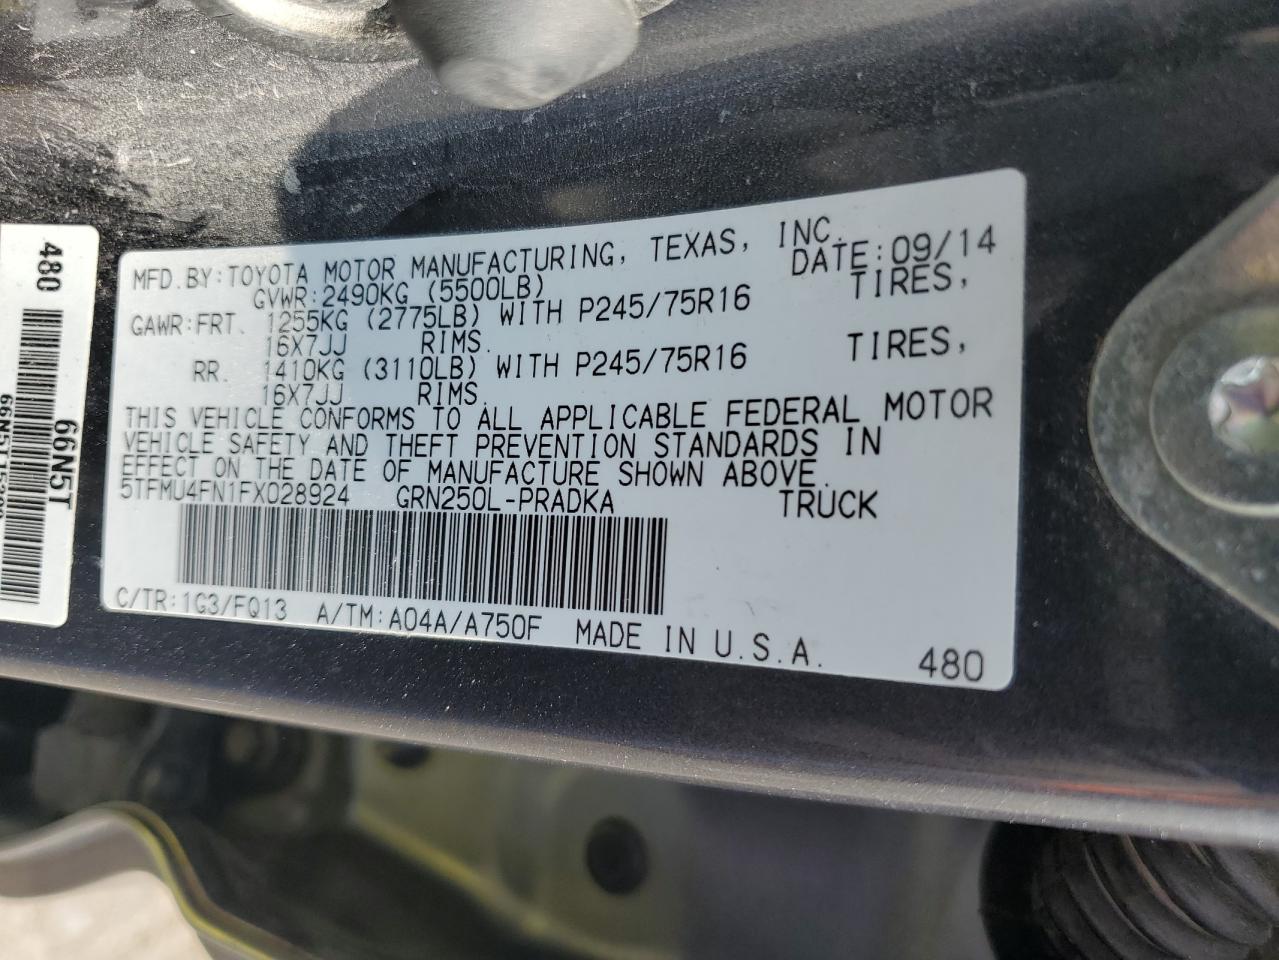 MFD.BY:TOYOTA MOTOR MANUFACTURING, TEXAS, INC.
GVWR:2490KG (5500LB) DATE:09/14
GAWR:FRT. 1255KG (2775LB) WITH P245/75R16 TIRES,
16X7JJ RIMS.
RR. 1410KG (3110LB) WITH P245/75R16 TIRES,
16X7JJ RIMS.
THIS VEHICLE CONFORMS TO ALL APPLICABLE FEDERAL MOTOR
VEHICLE SAFETY AND THEFT PREVENTION STANDARDS IN
EFFECT ON THE DATE OF MANUFACTURE SHOWN ABOVE.
5TFMU4FN1FX028924 GRN250L-PRADKA TRUCK
C/TR:1G3/FQ13 A/TM:A04A/A750F MADE IN U.S.A.
480
480
66N5T